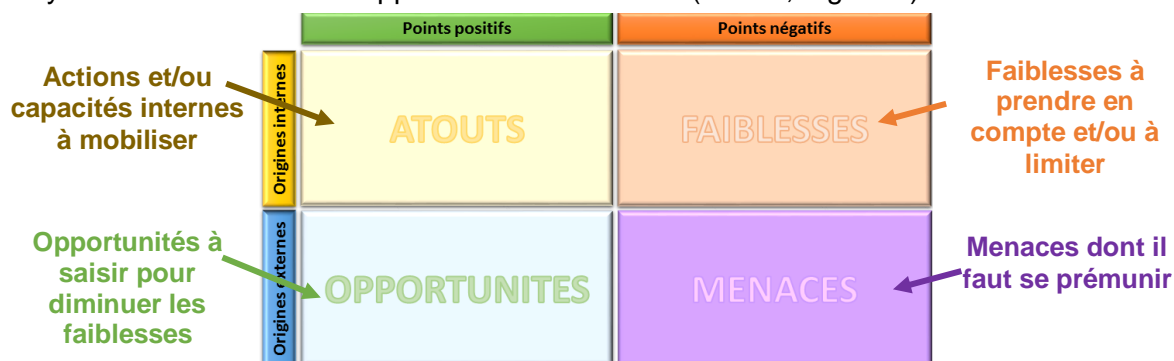 Points positifs
Points négatifs
Actions et/ou
capacités internes
à mobiliser
Origines internes
ATOUTS
FAIBLESSES
Faiblesses à
prendre en
compte et/ou à
limiter
Opportunités à
saisir pour
diminuer les
faiblesses
Origines externes
OPPORTUNITES
MENACES
Menaces dont il
faut se prémunir